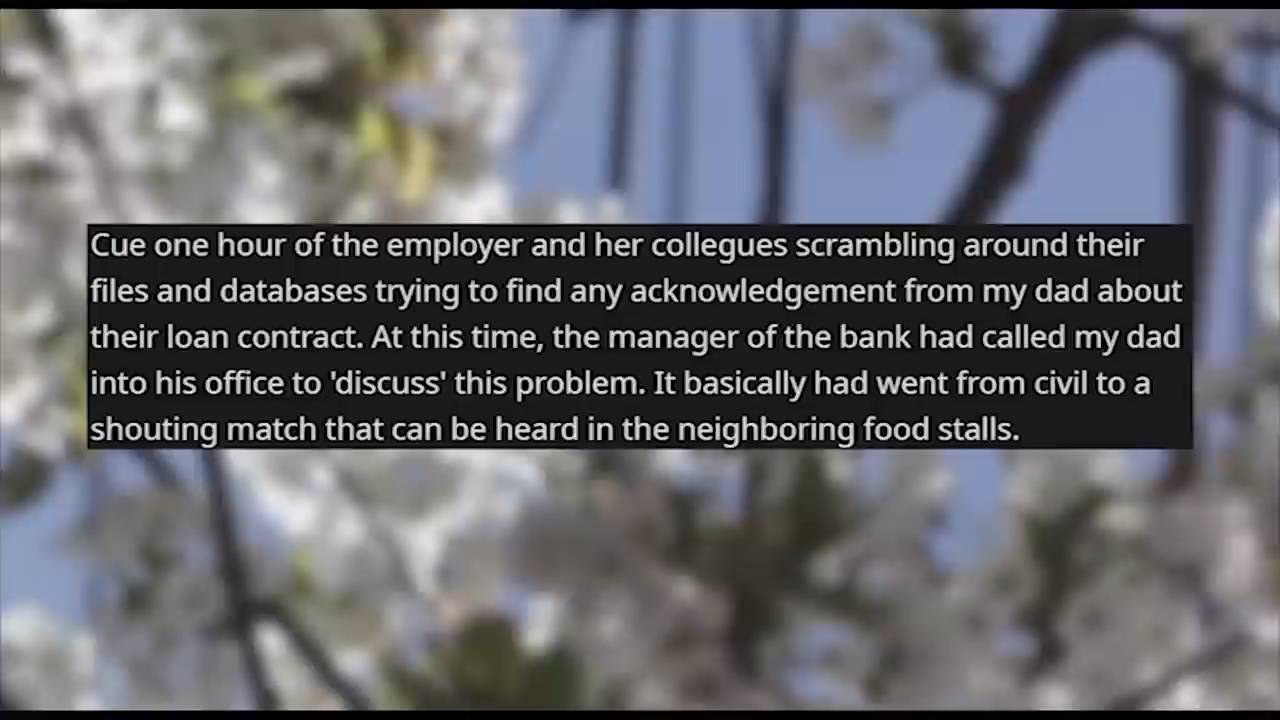 Cue one hour of the employer and her collegues scrambling around their
files and databases trying to find any acknowledgement from my dad about
their loan contract. At this time, the manager of the bank had called my dad
into his office to 'discuss' this problem. It basically had went from civil to a
shouting match that can be heard in the neighboring food stalls.